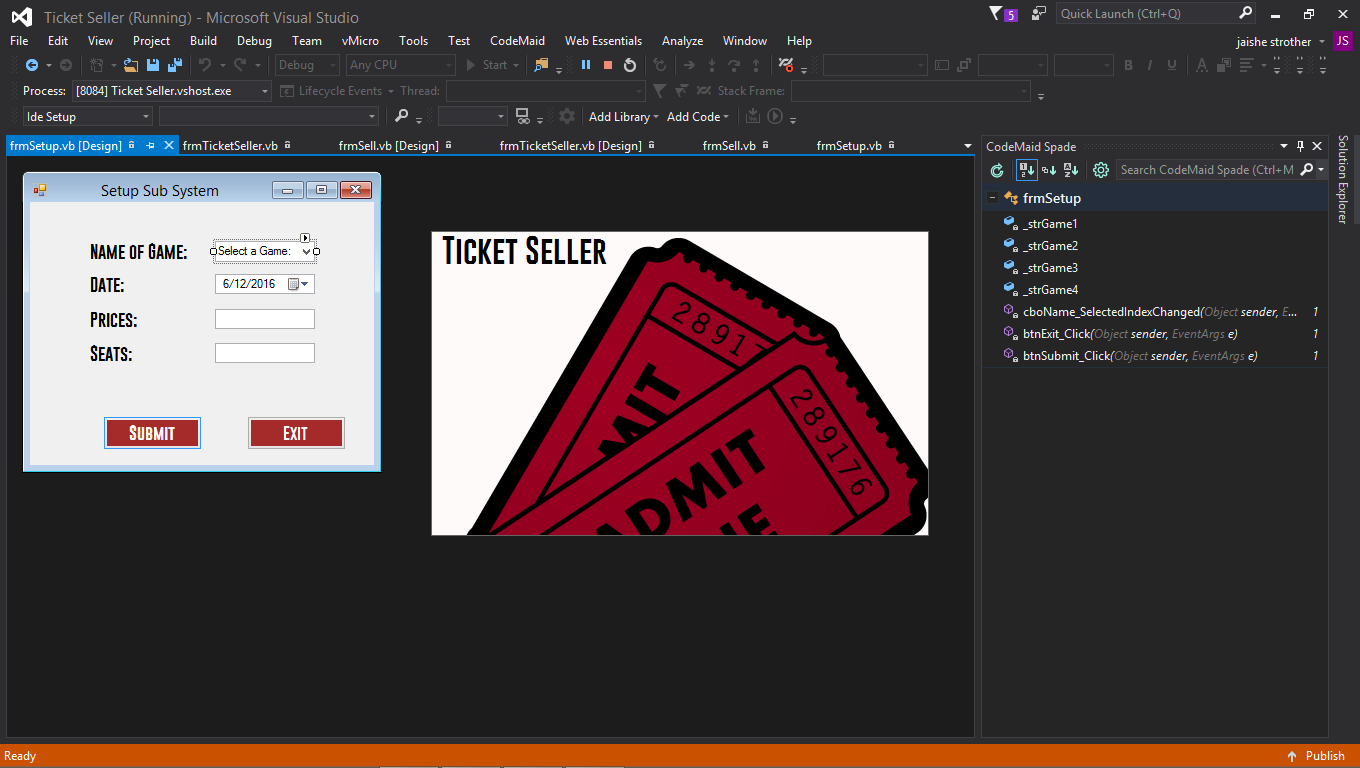 Ticket Seller (Running) - Microsoft Visual Studio
5
Quick Launch (Ctrl+Q)
File Edit View Project Build Debug Team vMicro Tools Test CodeMaid Web Essentials Analyze Window Help
jaishe strother JS
Debug Any CPU Start
B I U A
Process: [8084] Ticket Seller.vshost.exe Lifecycle Events Thread: Stack Frame:
Ide Setup Add Library Add Code
frmSetup.vb [Design] frmTicketSeller.vb frmSell.vb [Design] frmTicketSeller.vb [Design] frmSell.vb frmSetup.vb
CodeMaid Spade
Search CodeMaid Spade (Ctrl+M
Solution Explorer
Setup Sub System
Name of Game: Select a Game:
Date: 6/12/2016
Prices:
Seats:
Submit Exit
Ticket Seller
28917
MIT
289176
ADMIT
frmSetup
_strGame1
_strGame2
_strGame3
_strGame4
cboName_SelectedIndexChanged(Object sender, E... 1
btnExit_Click(Object sender, EventArgs e) 1
btnSubmit_Click(Object sender, EventArgs e) 1
Ready
Publish